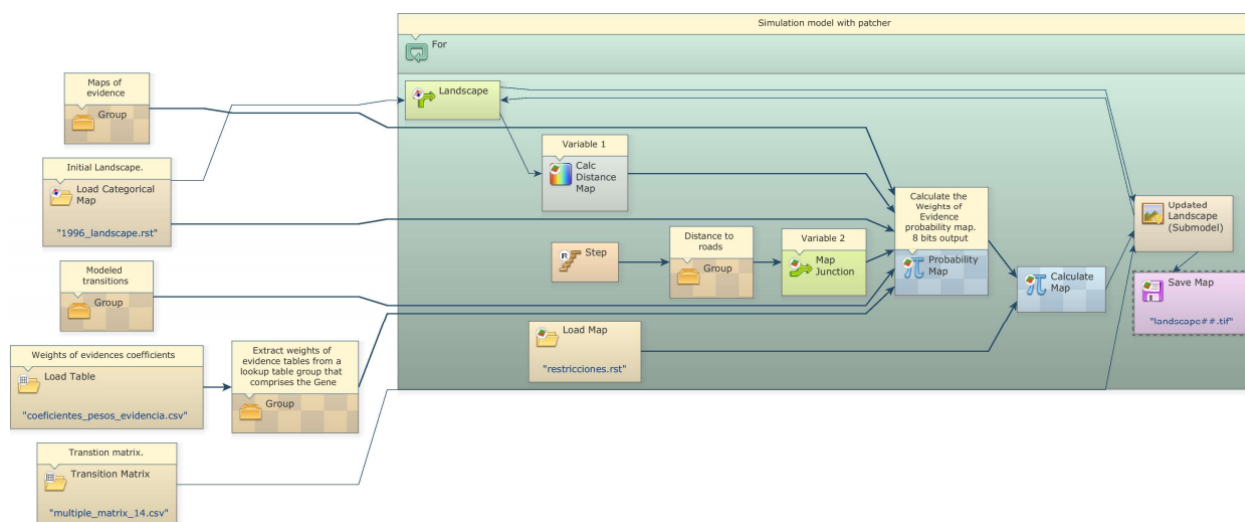 Simulation model with patcher
For
Maps of
evidence
Group
Landscape
Initial Landscape.
Load Categorical
Map
"1996_landscape.rst"
Variable 1
Calc
Distance
Map
Calculate the
Weights of
Evidence
probability map.
8 bits output
Probability
Map
Updated
Landscape
(Submodel)
Step
Distance to
roads
Group
Variable 2
Map
Junction
Modeled
transitions
Group
Calculate
Map
Save Map
"landscape##.tif"
Load Map
"restricciones.rst"
Weights of evidences coefficients
Load Table
"coeficientes_pesos_evidencia.csv"
Extract weights of
evidence tables from a
lookup table group that
comprises the Gene
Group
Transtion matrix.
Transition Matrix
"multiple_matrix_14.csv"